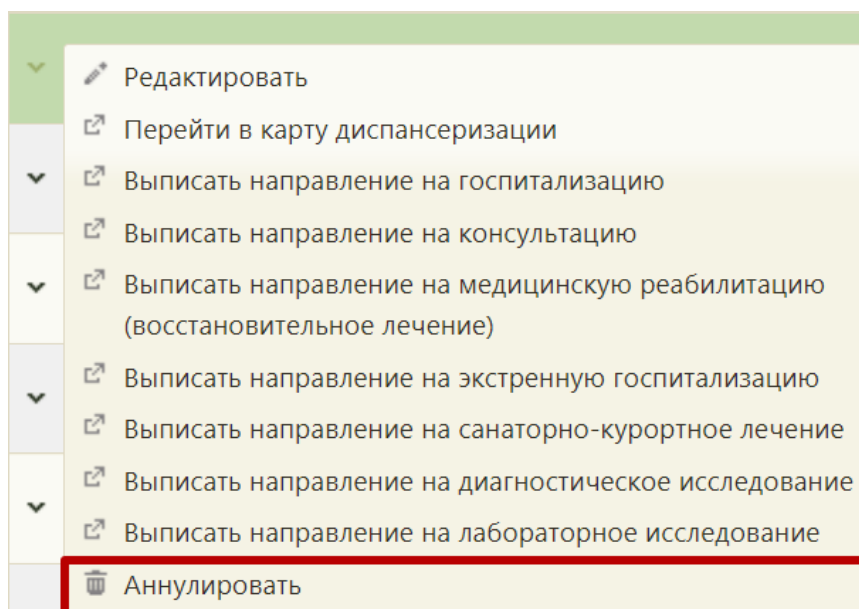 Редактировать
Перейти в карту диспансеризации
Выписать направление на госпитализацию
Выписать направление на консультацию
Выписать направление на медицинскую реабилитацию
(восстановительное лечение)
Выписать направление на экстренную госпитализацию
Выписать направление на санаторно-курортное лечение
Выписать направление на диагностическое исследование
Выписать направление на лабораторное исследование
Аннулировать